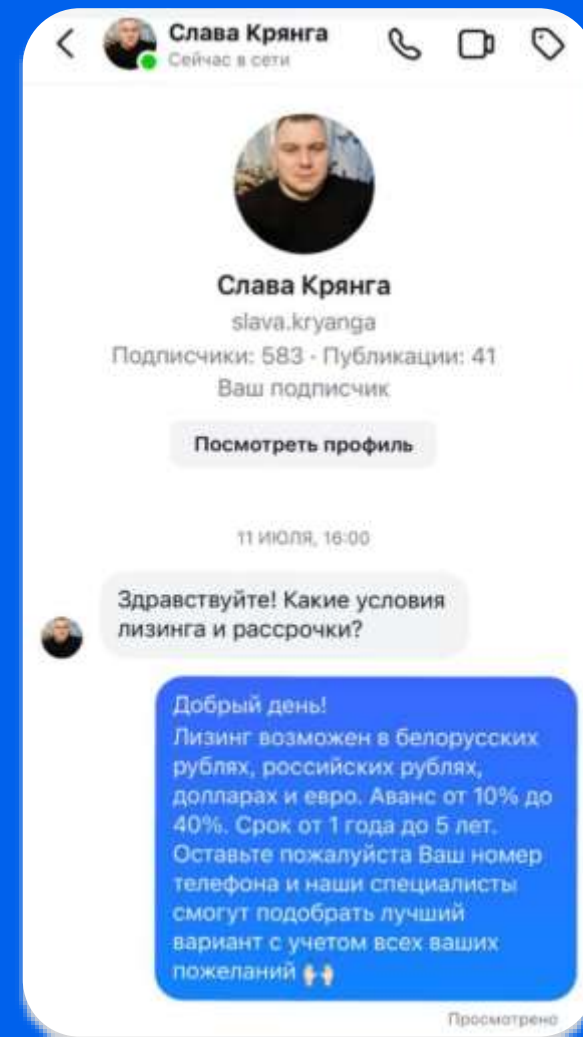 Слава Крянга
Сейчас в сети
Слава Крянга
slava.kryanga
Подписчики: 583 · Публикации: 41
Ваш подписчик
Посмотреть профиль
11 ИЮЛЯ, 16:00
Здравствуйте! Какие условия
лизинга и рассрочки?
Добрый день!
Лизинг возможен в белорусских
рублях, российских рублях,
долларах и евро. Аванс от 10% до
40%. Срок от 1 года до 5 лет.
Оставьте пожалуйста Ваш номер
телефона и наши специалисты
смогут подобрать лучший
вариант с учетом всех ваших
пожеланий 🙌🏻
Просмотрено